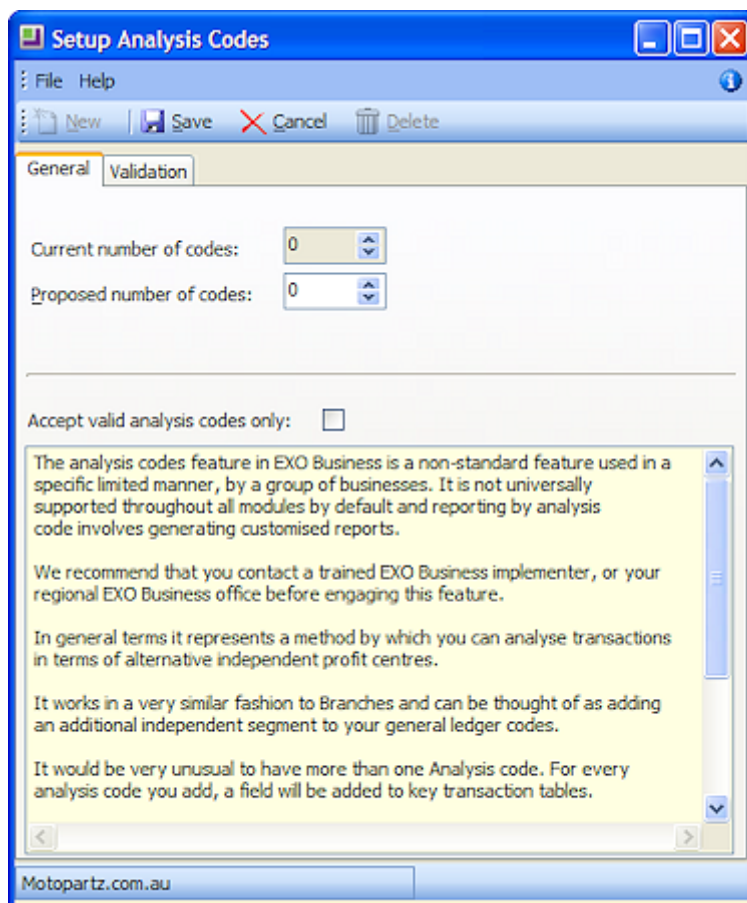 Setup Analysis Codes
File Help
New Save Cancel Delete
General Validation
Current number of codes: 0
Proposed number of codes: 0
Accept valid analysis codes only:
The analysis codes feature in EXO Business is a non-standard feature used in a
specific limited manner, by a group of businesses. It is not universally
supported throughout all modules by default and reporting by analysis
code involves generating customised reports.
We recommend that you contact a trained EXO Business implementer, or your
regional EXO Business office before engaging this feature.
In general terms it represents a method by which you can analyse transactions
in terms of alternative independent profit centres.
It works in a very similar fashion to Branches and can be thought of as adding
an additional independent segment to your general ledger codes.
It would be very unusual to have more than one Analysis code. For every
analysis code you add, a field will be added to key transaction tables.
Motopartz.com.au